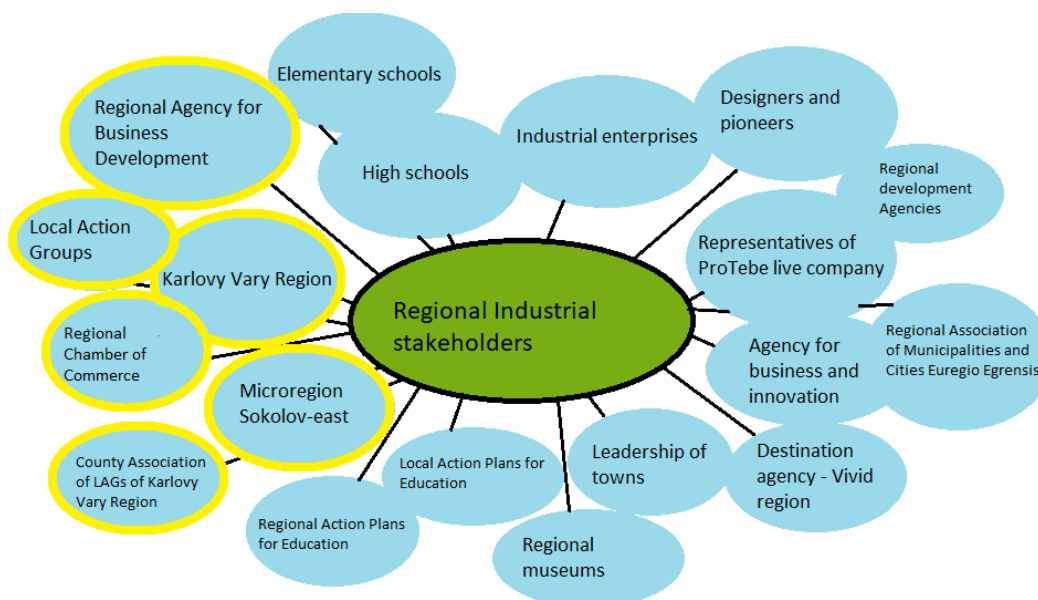 Elementary schools
Regional Agency for
Business
Development
Designers and
pioneers
Industrial enterprises
High schools
Regional
development
Agencies
Local Action
Groups
Karlovy Vary Region
Representatives of
ProTebe live company
Regional Industrial
stakeholders
Regional
Chamber of
Commerce
Agency for
business and
innovation
Regional Association
of Municipalities and
Cities Euregio Egrensis
Microregion
Sokolov-east
County Association
of LAGs of Karlovy
Vary Region
Local Action Plans for
Education
Leadership of
towns
Destination
agency - Vivid
region
Regional Action Plans
for Education
Regional
museums